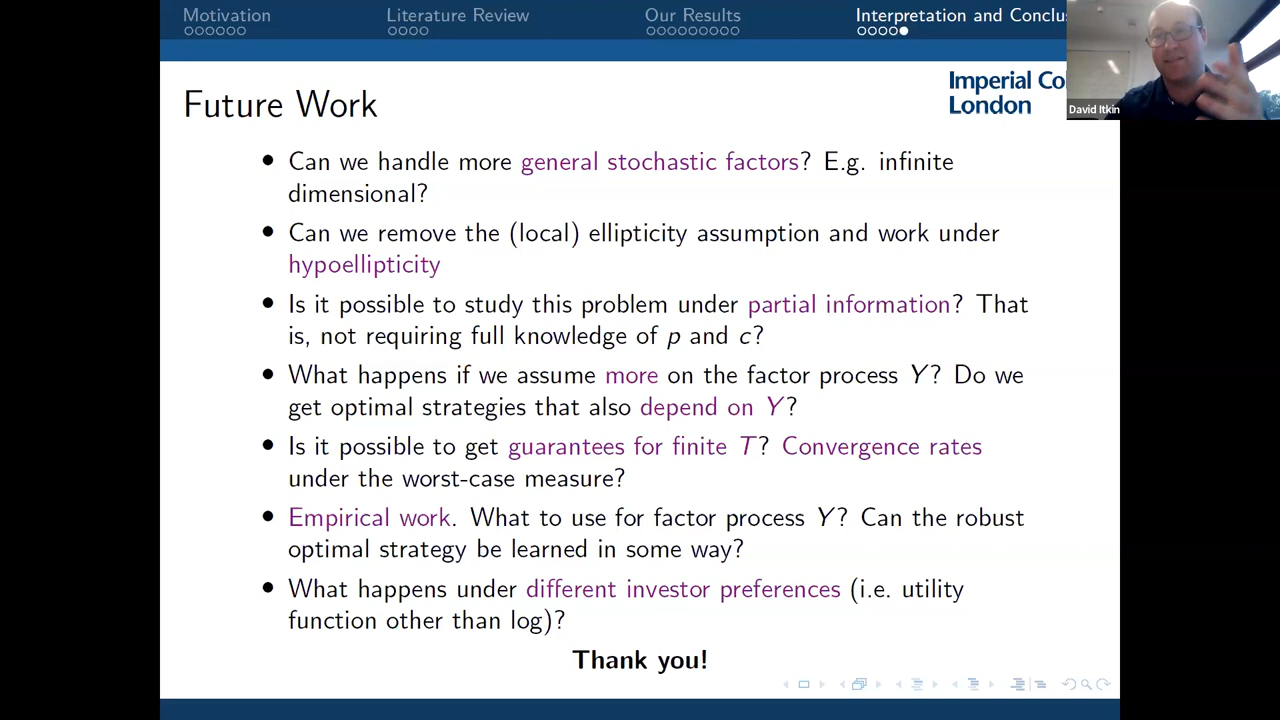 Motivation Literature Review Our Results Interpretation and
Imperial
London
David Itkin
Future Work
• Can we handle more general stochastic factors? E.g. infinite
dimensional?
• Can we remove the (local) ellipticity assumption and work under
hypoellipticity
• Is it possible to study this problem under partial information? That
is, not requiring full knowledge of p and c?
• What happens if we assume more on the factor process Y? Do we
get optimal strategies that also depend on Y?
• Is it possible to get guarantees for finite T? Convergence rates
under the worst-case measure?
• Empirical work. What to use for factor process Y? Can the robust
optimal strategy be learned in some way?
• What happens under different investor preferences (i.e. utility
function other than log)?
Thank you!